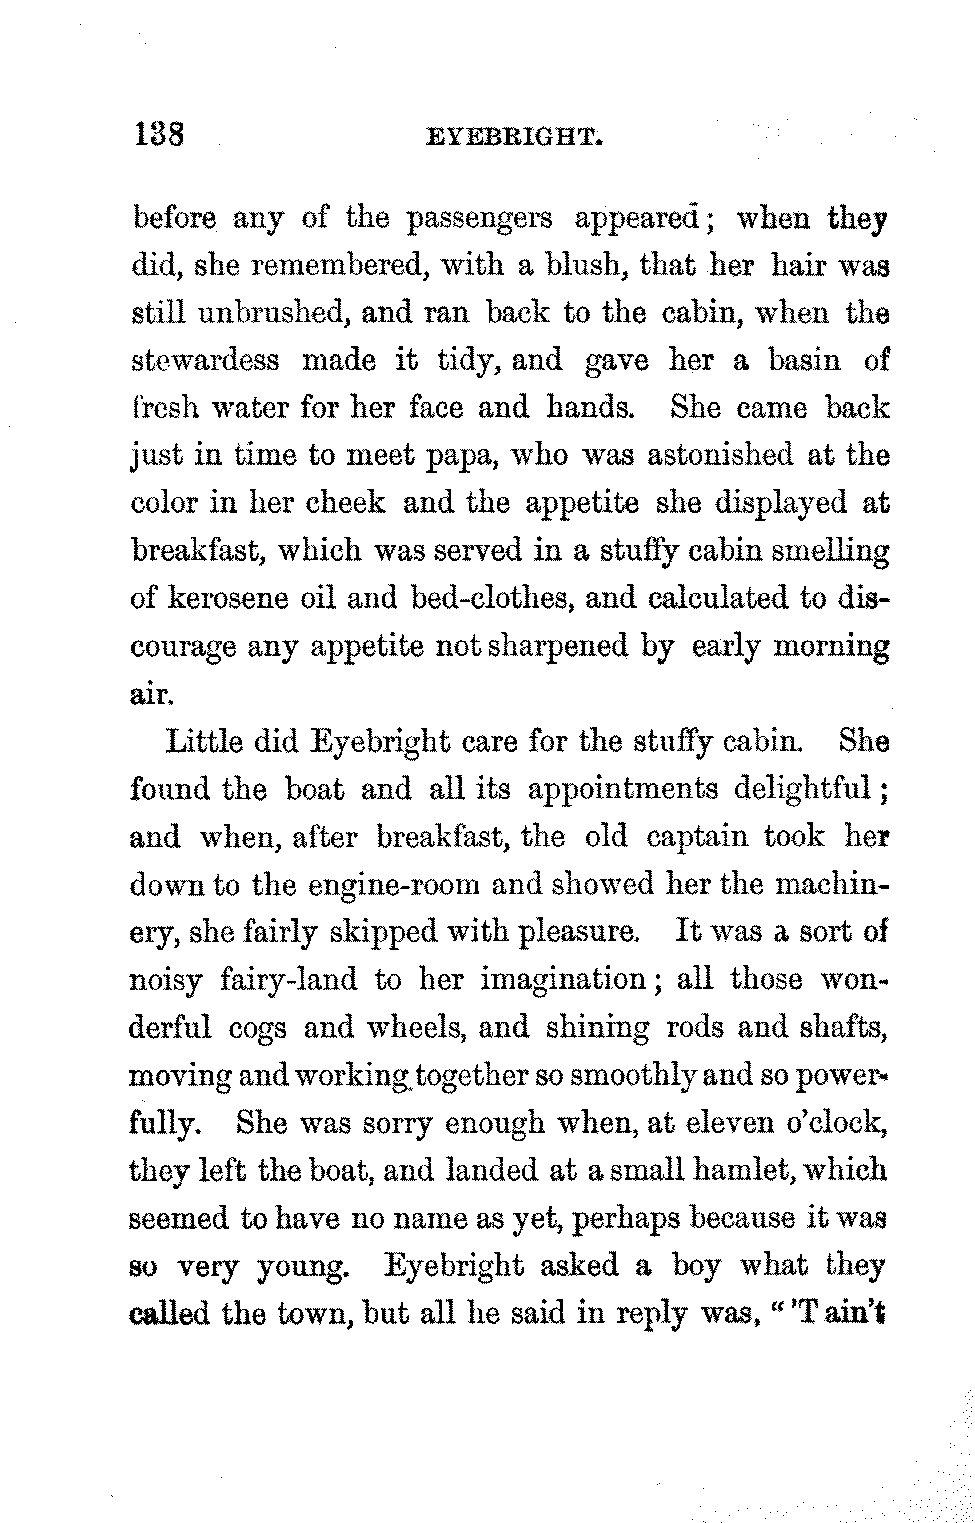 138 EYEBRIGHT.
before any of the passengers appeared; when they
did, she remembered, with a blush, that her hair was
still unbrushed, and ran back to the cabin, when the
stewardess made it tidy, and gave her a basin of
fresh water for her face and hands. She came back
just in time to meet papa, who was astonished at the
color in her cheek and the appetite she displayed at
breakfast, which was served in a stuffy cabin smelling
of kerosene oil and bed-clothes, and calculated to dis-
courage any appetite not sharpened by early morning
air.
Little did Eyebright care for the stuffy cabin. She
found the boat and all its appointments delightful;
and when, after breakfast, the old captain took her
down to the engine-room and showed her the machin-
ery, she fairly skipped with pleasure. It was a sort of
noisy fairy-land to her imagination; all those won-
derful cogs and wheels, and shining rods and shafts,
moving and working together so smoothly and so power-
fully. She was sorry enough when, at eleven o'clock,
they left the boat, and landed at a small hamlet, which
seemed to have no name as yet, perhaps because it was
so very young. Eyebright asked a boy what they
called the town, but all he said in reply was, "'T ain't